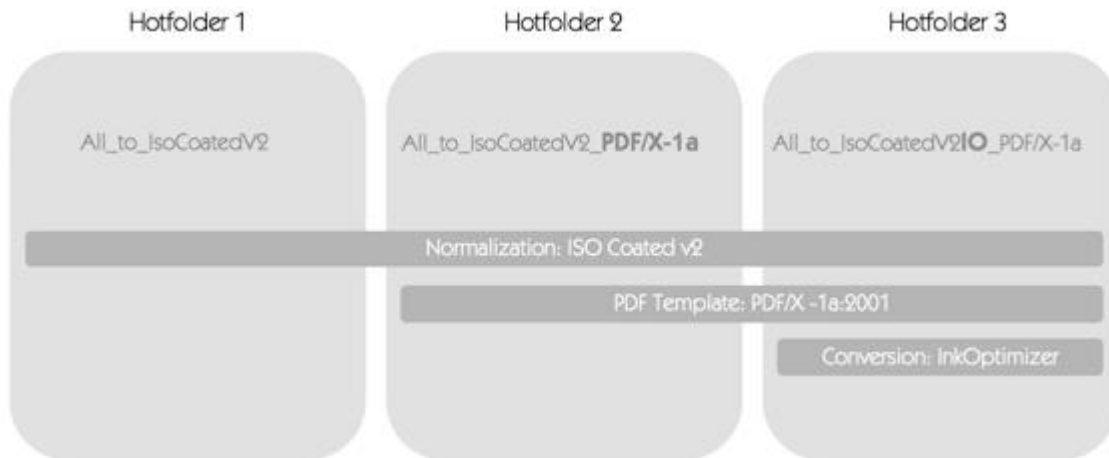 Hotfolder 1
Hotfolder 2
Hotfolder 3
All_to_IsoCoatedV2
All_to_IsoCoatedV2_PDF/X-1a
All_to_IsoCoatedV2IO_PDF/X-1a
Normalization: ISO Coated v2
PDF Template: PDF/X -1a:2001
Conversion: InkOptimizer